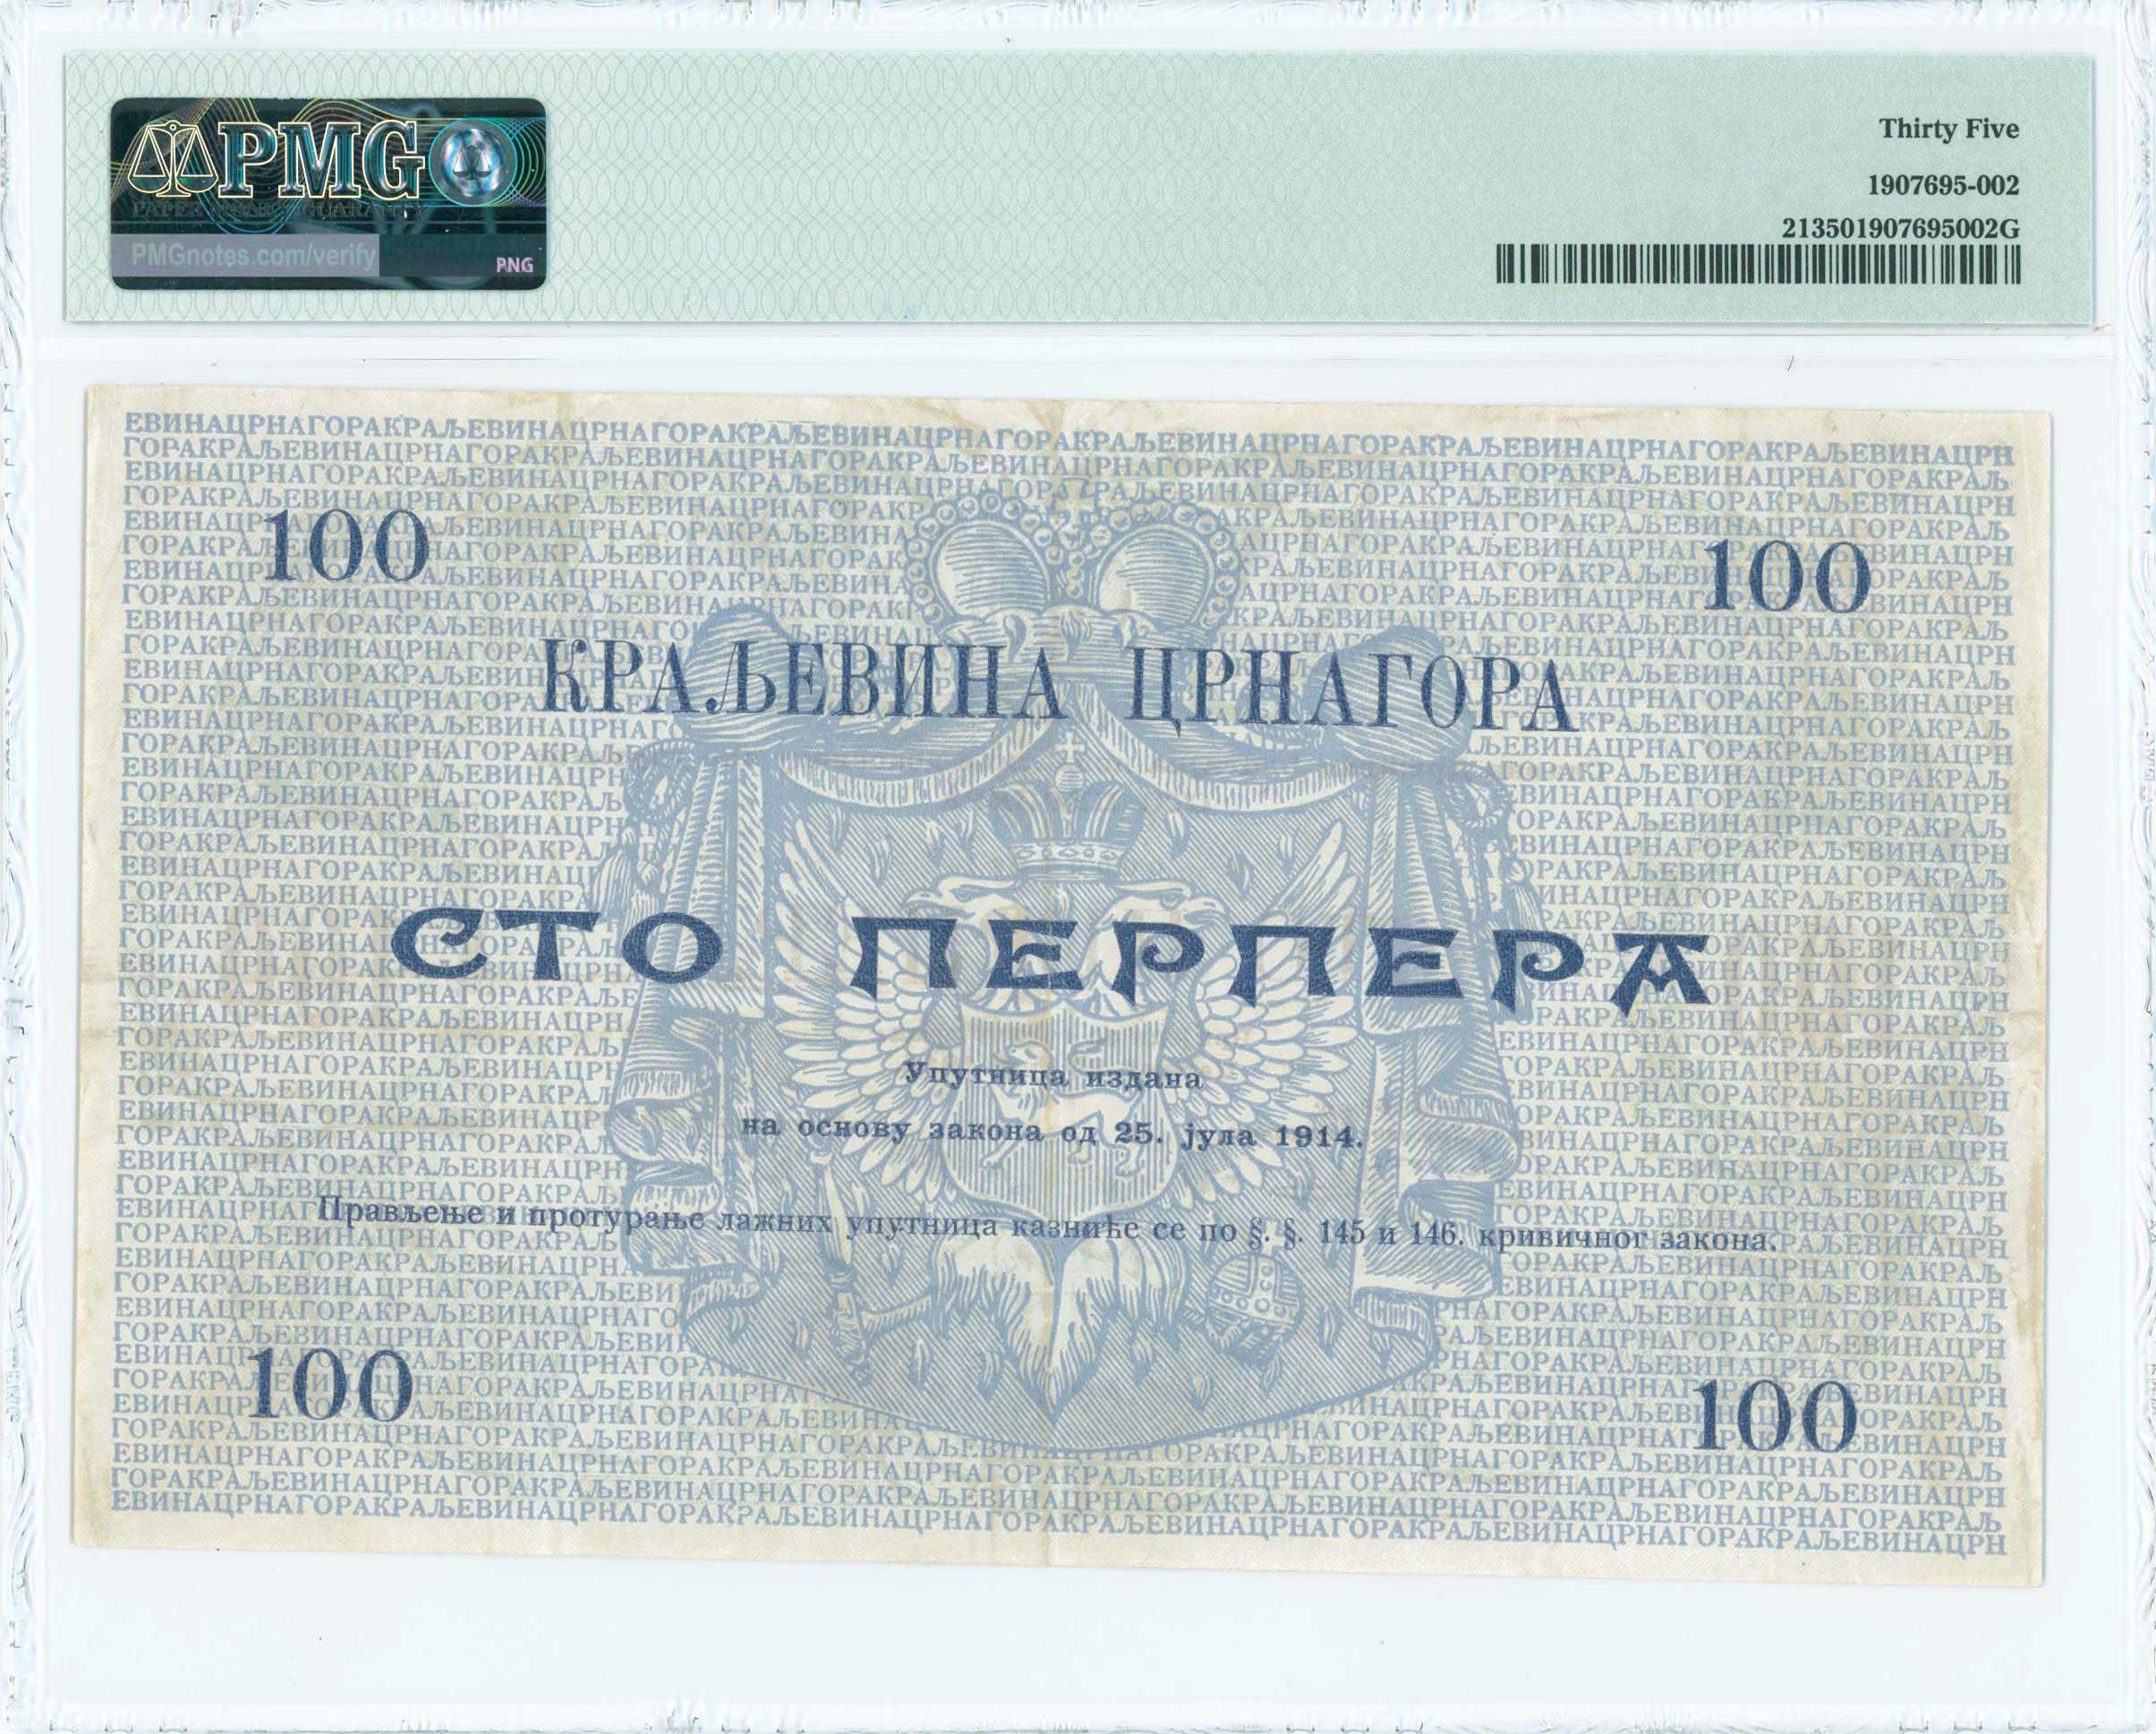 PMG
PAPER MONEY GUARANTY
PMGnotes.com/verify
PNG
Thirty Five
1907695-002
213501907695002G
100
100
КРАЉЕВИНА ЦРНАГОРА
СТО ПЕРПЕРА
Упутница издана
на основу закона од 25. јула 1914.
Прављење и протурање лажних упутница казниће се по §. §. 145 и 146. кривичног закона.
100
100